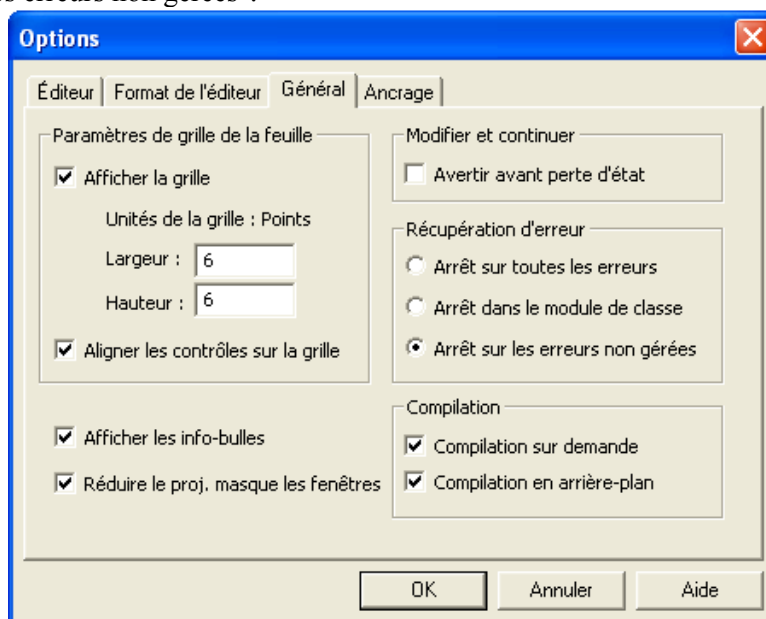 les erreurs non gérées".
Options
Éditeur Format de l'éditeur Général Ancrage
Paramètres de grille de la feuille
Afficher la grille
Unités de la grille : Points
Largeur : 6
Hauteur : 6
Aligner les contrôles sur la grille
Afficher les info-bulles
Réduire le proj. masque les fenêtres
Modifier et continuer
Avertir avant perte d'état
Récupération d'erreur
Arrêt sur toutes les erreurs
Arrêt dans le module de classe
Arrêt sur les erreurs non gérées
Compilation
Compilation sur demande
Compilation en arrière-plan
OK Annuler Aide